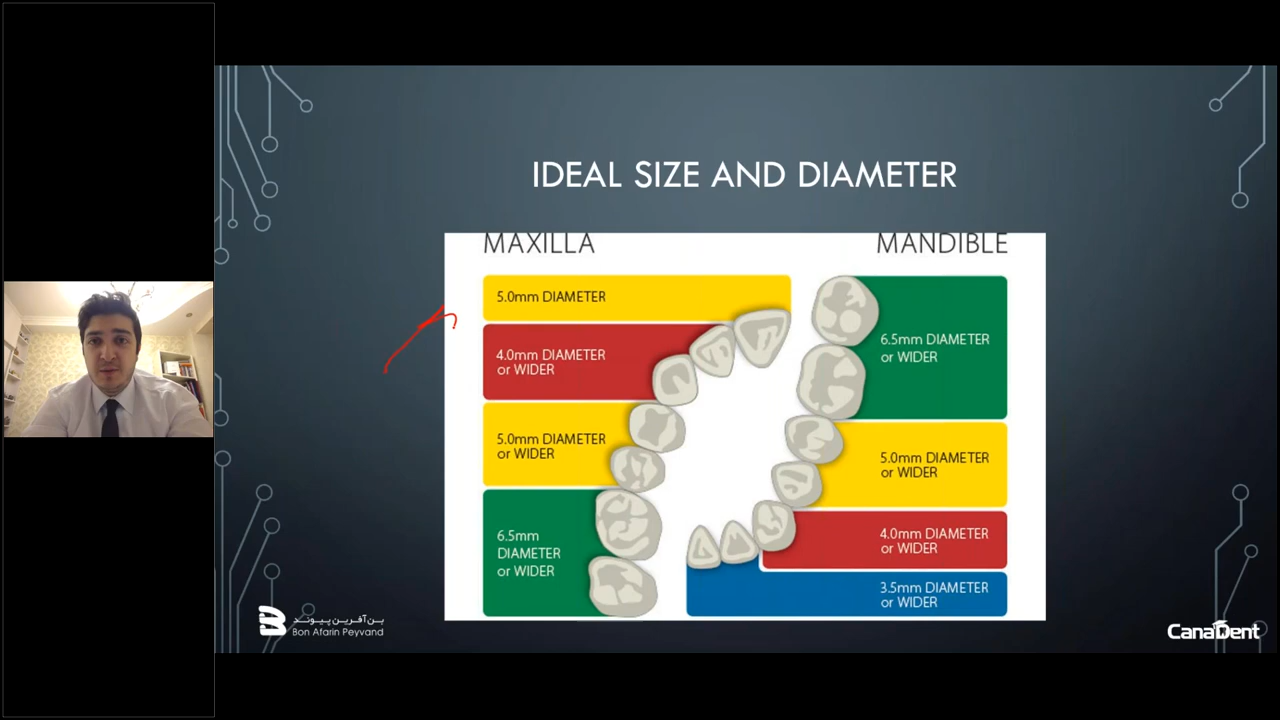 IDEAL SIZE AND DIAMETER
MAXILLA
MANDIBLE
5.0mm DIAMETER
4.0mm DIAMETER
or WIDER
5.0mm DIAMETER
or WIDER
6.5mm
DIAMETER
or WIDER
6.5mm DIAMETER
or WIDER
5.0mm DIAMETER
or WIDER
4.0mm DIAMETER
or WIDER
3.5mm DIAMETER
or WIDER
بن‌آفرین پیوند
Bon Afarin Peyvand
CanaDent